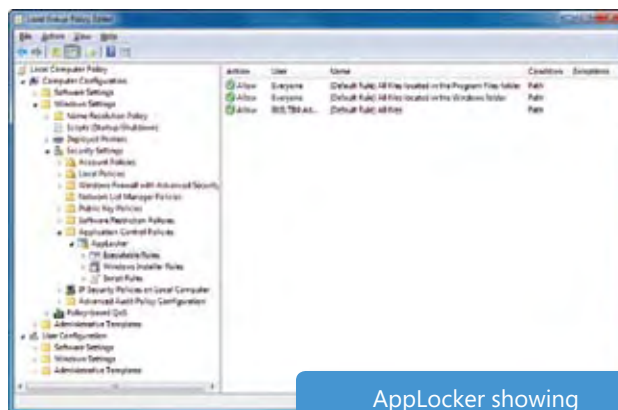 Local Group Policy Editor
File Action View Help
Local Computer Policy
Computer Configuration
Software Settings
Windows Settings
Name Resolution Policy
Scripts (Startup/Shutdown)
Deployed Printers
Security Settings
Account Policies
Local Policies
Windows Firewall with Advanced Security
Network List Manager Policies
Public Key Policies
Software Restriction Policies
Application Control Policies
AppLocker
Executable Rules
Windows Installer Rules
Script Rules
IP Security Policies on Local Computer
Advanced Audit Policy Configuration
Policy-based QoS
Administrative Templates
User Configuration
Software Settings
Windows Settings
Administrative Templates
Action User Name Condition Exceptions
Allow Everyone (Default Rule) All files located in the Program Files folder Path
Allow Everyone (Default Rule) All files located in the Windows folder Path
Allow (Default Rule) All files Path
AppLocker showing